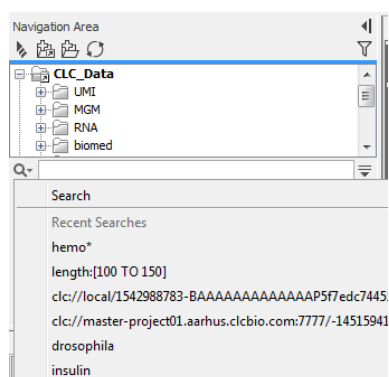 Navigation Area
CLC_Data
UMI
MGM
RNA
biomed
Search
Recent Searches
hemo*
length:[100 TO 150]
clc://local/1542988783-BAAAAAAAAAAAAAP5f7edc7445
clc://master-project01.aarhus.clcbio.com:7777/-14515941
drosophila
insulin